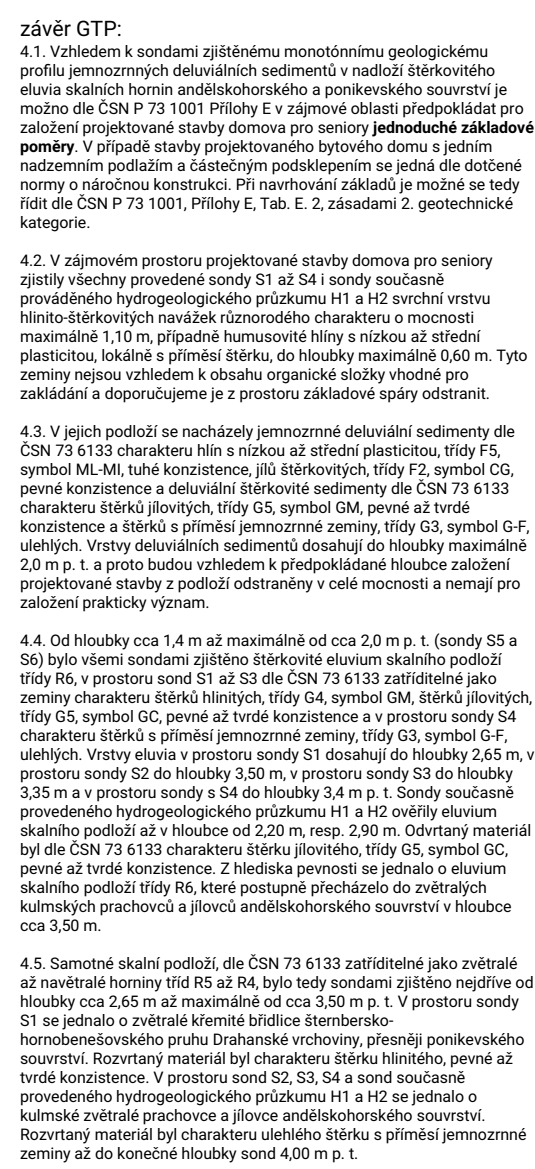 závěr GTP:
4.1. Vzhledem k sondami zjištěnému monotónnímu geologickému
profilu jemnozrnných deluviálních sedimentů v nadloží štěrkovitého
eluvia skalních hornin andělskohorského a ponikevského souvrství je
možno dle ČSN P 73 1001 Přílohy E v zájmové oblasti předpokládat pro
založení projektované stavby domova pro seniory jednoduché základové
poměry. V případě stavby projektovaného bytového domu s jedním
nadzemním podlažím a částečným podsklepením se jedná dle dotčené
normy o náročnou konstrukci. Při navrhování základů je možné se tedy
řídit dle ČSN P 73 1001, Přílohy E, Tab. E. 2, zásadami 2. geotechnické
kategorie.
4.2. V zájmovém prostoru projektované stavby domova pro seniory
zjistily všechny provedené sondy S1 až S4 i sondy současně
prováděného hydrogeologického průzkumu H1 a H2 svrchní vrstvu
hlinito-štěrkovitých navážek různorodého charakteru o mocnosti
maximálně 1,10 m, případně humusovité hlíny s nízkou až střední
plasticitou, lokálně s příměsí štěrku, do hloubky maximálně 0,60 m. Tyto
zeminy nejsou vzhledem k obsahu organické složky vhodné pro
zakládání a doporučujeme je z prostoru základové spáry odstranit.
4.3. V jejich podloží se nacházely jemnozrnné deluviální sedimenty dle
ČSN 73 6133 charakteru hlín s nízkou až střední plasticitou, třídy F5,
symbol ML-MI, tuhé konzistence, jílů štěrkovitých, třídy F2, symbol CG,
pevné konzistence a deluviální štěrkovité sedimenty dle ČSN 73 6133
charakteru štěrků jílovitých, třídy G5, symbol GM, pevné až tvrdé
konzistence a štěrků s příměsí jemnozrnné zeminy, třídy G3, symbol G-F,
ulehlých. Vrstvy deluviálních sedimentů dosahají do hloubky maximálně
2,0 m p. t. a proto budou vzhledem k předpokládané hloubce založení
projektované stavby z podloží odstraněny v celé mocnosti a nemají pro
založení prakticky význam.
4.4. Od hloubky cca 1,4 m až maximálně od cca 2,0 m p. t. (sondy S5 a
S6) bylo všemi sondami zjištěno štěrkovité eluvium skalního podloží
třídy R6, v prostoru sond S1 až S3 dle ČSN 73 6133 zatříditelné jako
zeminy charakteru štěrků hlinitých, třídy G4, symbol GM, štěrků jílovitých,
třídy G5, symbol GC, pevné až tvrdé konzistence a v prostoru sondy S4
charakteru štěrků s příměsí jemnozrnné zeminy, třídy G3, symbol G-F,
ulehlých. Vrstvy eluvia v prostoru sondy S1 dosahají do hloubky 2,65 m, v
prostoru sondy S2 do hloubky 3,50 m, v prostoru sondy S3 do hloubky
3,35 m a v prostoru sondy s S4 do hloubky 3,4 m p. t. Sondy současně
provedeného hydrogeologického průzkumu H1 a H2 ověřily eluvium
skalního podloží až v hloubce od 2,20 m, resp. 2,90 m. Odvrtaný materiál
byl dle ČSN 73 6133 charakteru štěrku jílovitého, třídy G5, symbol GC,
pevné až tvrdé konzistence. Z hlediska pevnosti se jednalo o eluvium
skalního podloží třídy R6, které postupně přecházelo do zvětralých
kulmských prachovců a jílovců andělskohorského souvrství v hloubce
cca 3,50 m.
4.5. Samotné skalní podloží, dle ČSN 73 6133 zatříditelné jako zvětralé
až navětralé horniny tříd R5 až R4, bylo tedy sondami zjištěno nejdříve od
hloubky cca 2,65 m až maximálně od cca 3,50 m p. t. V prostoru sondy
S1 se jednalo o zvětralé křemité břidlice šternbersko-
hornobenešovského pruhu Drahanské vrchoviny, přesněji ponikevského
souvrství. Rozvrtaný materiál byl charakteru štěrku hlinitého, pevné až
tvrdé konzistence. V prostoru sond S2, S3, S4 a sond současně
provedeného hydrogeologického průzkumu H1 a H2 se jednalo o
kulmské zvětralé prachovce a jílovce andělskohorského souvrství.
Rozvrtaný materiál byl charakteru ulehlého štěrku s příměsí jemnozrnné
zeminy až do konečné hloubky sond 4,00 m p. t.